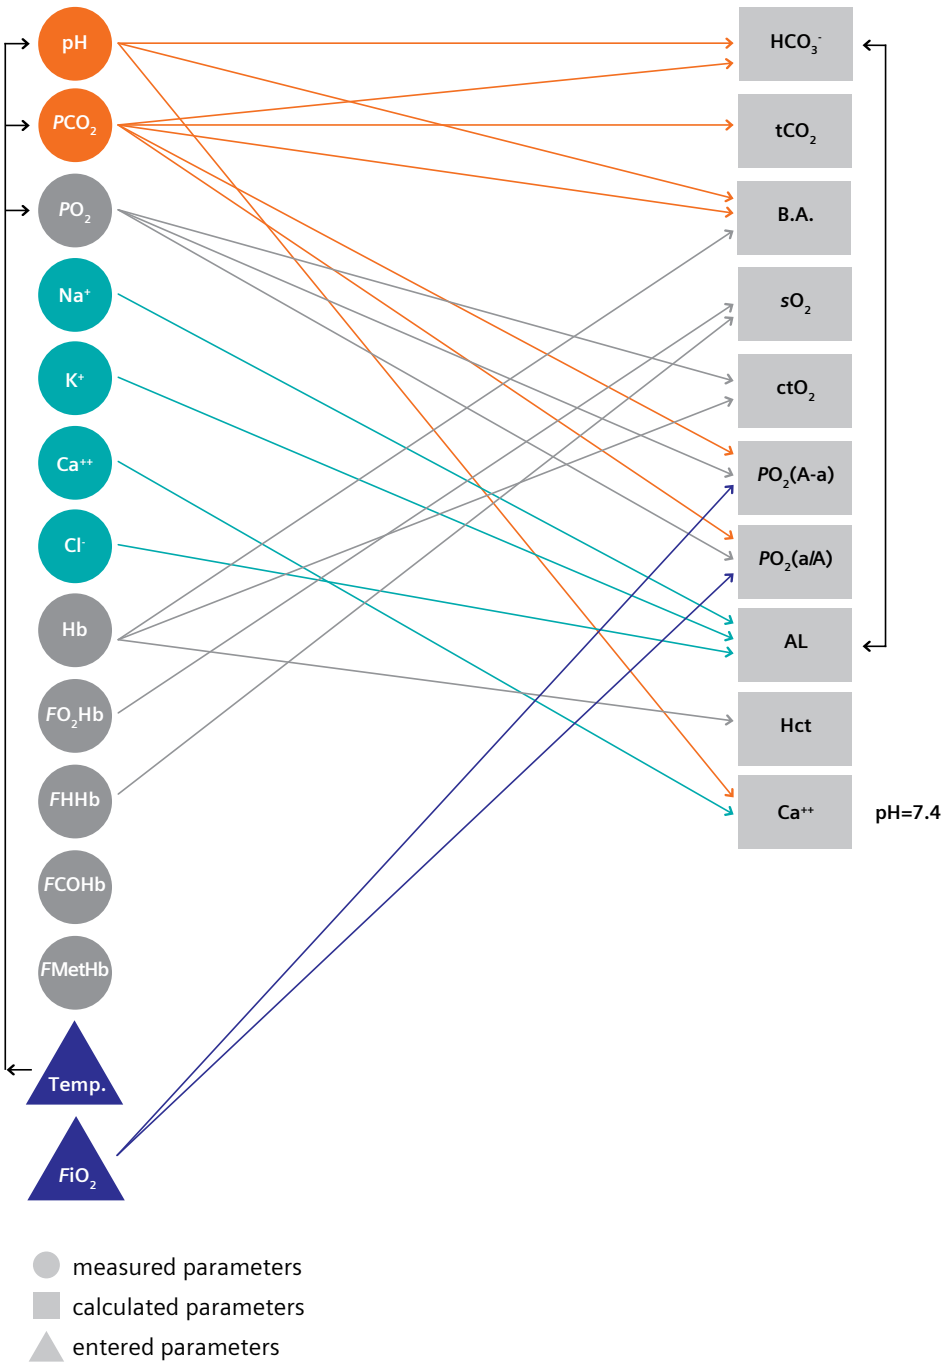 pH
PCO₂
PO₂
Na⁺
K⁺
Ca⁺⁺
Cl⁻
Hb
FO₂Hb
FHHb
FCOHb
FMetHb
Temp.
FiO₂
HCO₃⁻
tCO₂
B.A.
sO₂
ctO₂
PO₂(A-a)
PO₂(a/A)
AL
Hct
Ca⁺⁺ pH=7.4
measured parameters
calculated parameters
entered parameters